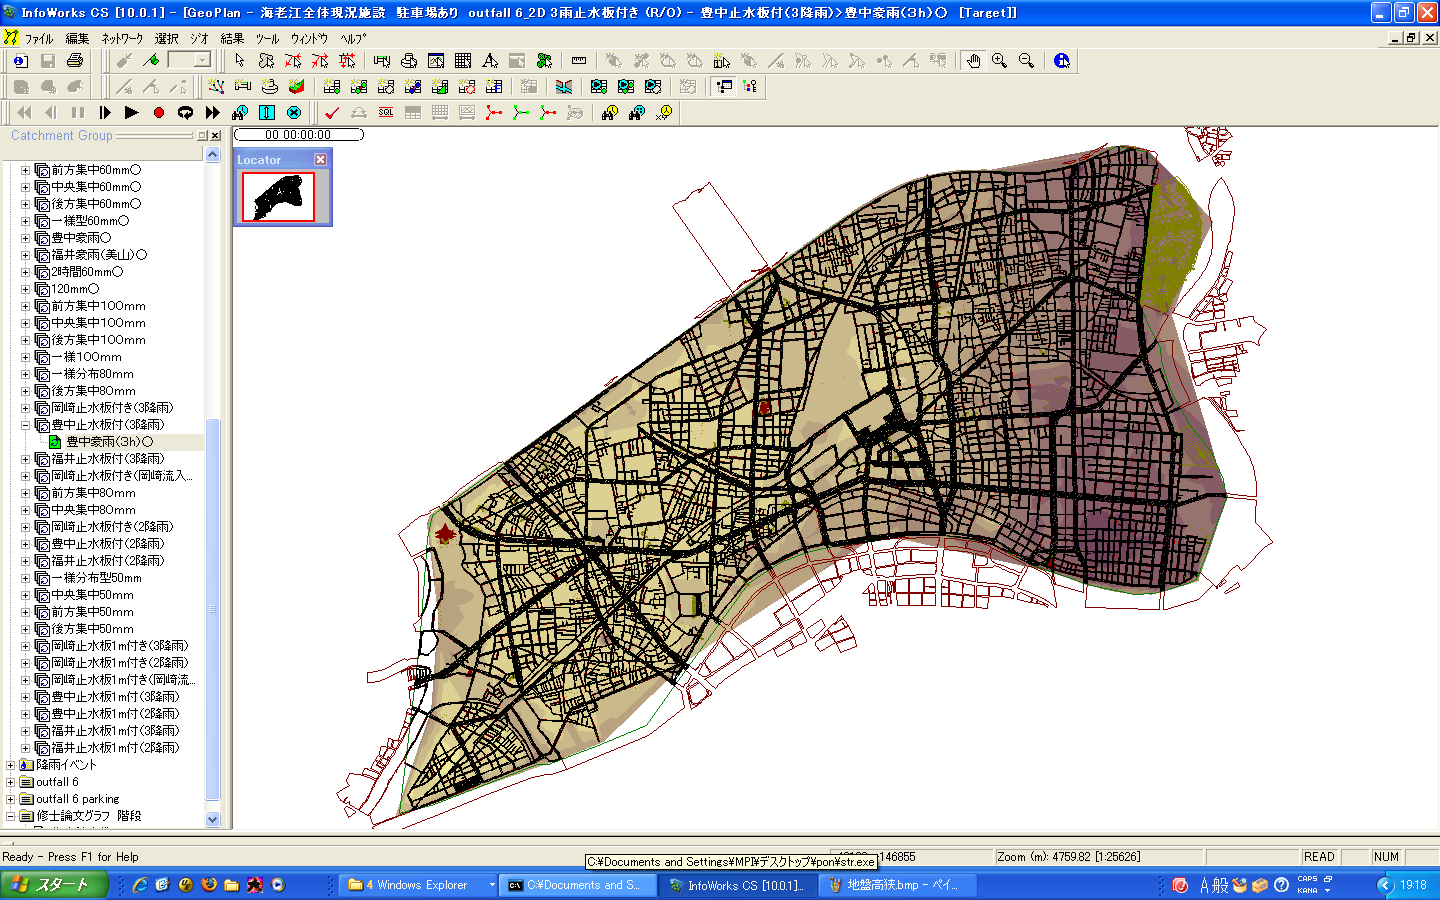 InfoWorks CS [10.0.1] - [GeoPlan - 海老江全体現況施設　駐車場あり　outfall 6_2D 3雨止水板付き (R/O) - 豊中止水板付(3降雨)>豊中豪雨(3h)〇　[Target]]
ファイル　編集　ネットワーク　選択　ジオ　結果　ツール　ウィンドウ　ヘルプ
SQL
Catchment Group
00 00:00:00
Locator
前方集中60mm〇
中央集中60mm〇
後方集中60mm〇
一様型60mm〇
豊中豪雨〇
福井豪雨(美山)〇
2時間60mm〇
120mm〇
前方集中100mm
中央集中100mm
後方集中100mm
一様100mm
一様分布80mm
後方集中80mm
岡崎止水板付き(3降雨)
豊中止水板付(3降雨)
豊中豪雨(3h)〇
福井止水板付(3降雨)
岡崎止水板付き(岡崎流入...
前方集中80mm
中央集中80mm
岡崎止水板付き(2降雨)
豊中止水板付(2降雨)
福井止水板付(2降雨)
一様分布型50mm
中央集中50mm
前方集中50mm
後方集中50mm
岡崎止水板1m付き(3降雨)
岡崎止水板1m付き(2降雨)
岡崎止水板1m付き(岡崎流...
豊中止水板1m付(3降雨)
豊中止水板1m付(2降雨)
福井止水板1m付(3降雨)
福井止水板1m付(2降雨)
降雨イベント
outfall 6
outfall 6 parking
修士論文グラフ　階段
Ready - Press F1 for Help
146855
Zoom (m): 4759.82 [1:25626]
READ
NUM
C:¥Documents and Settings¥MPI¥デスクトップ¥pon¥str.exe
スタート
4 Windows Explorer
C:¥Documents and S...
InfoWorks CS [10.0.1]...
地盤高狭.bmp - ペイ...
A 般
CAPS
KANA
19:18